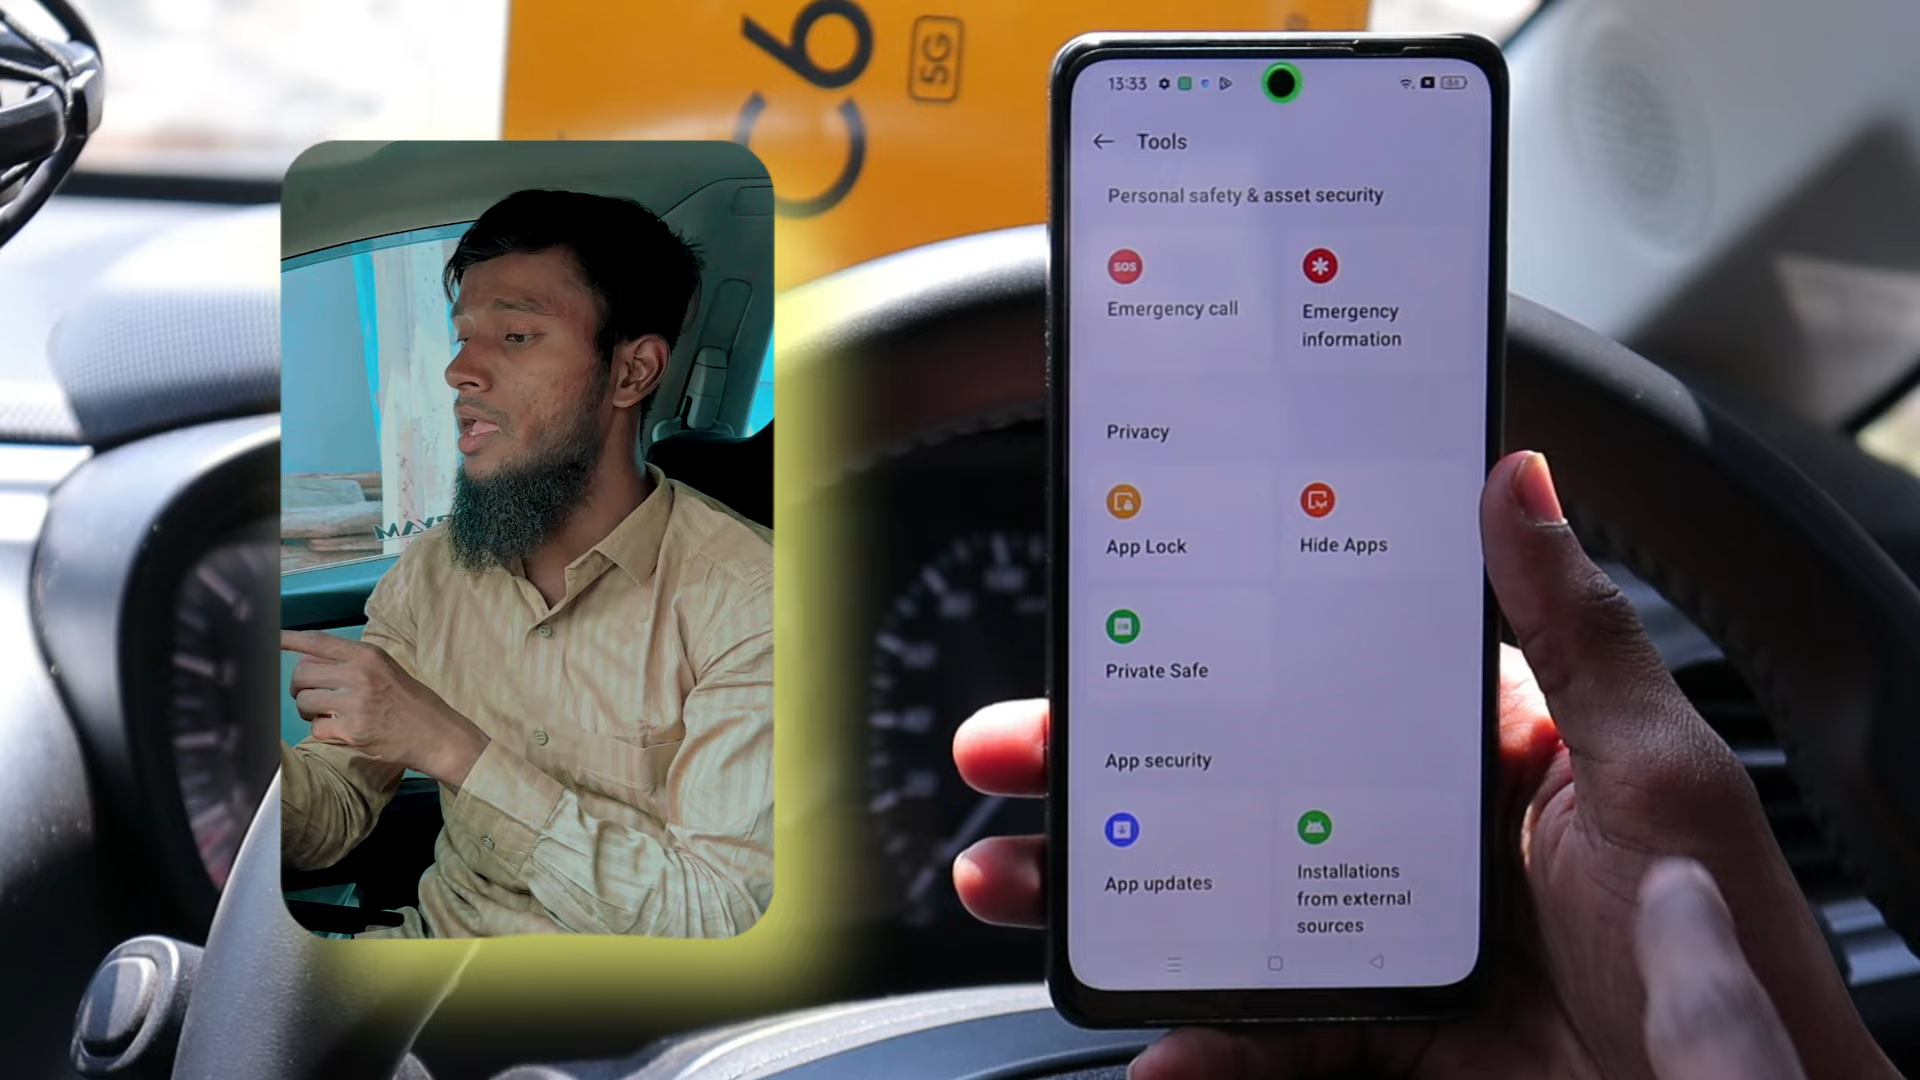 C6
5G
13:33
Tools
Personal safety & asset security
SOS
Emergency call
Emergency
information
Privacy
App Lock
Hide Apps
Private Safe
App security
App updates
Installations
from external
sources